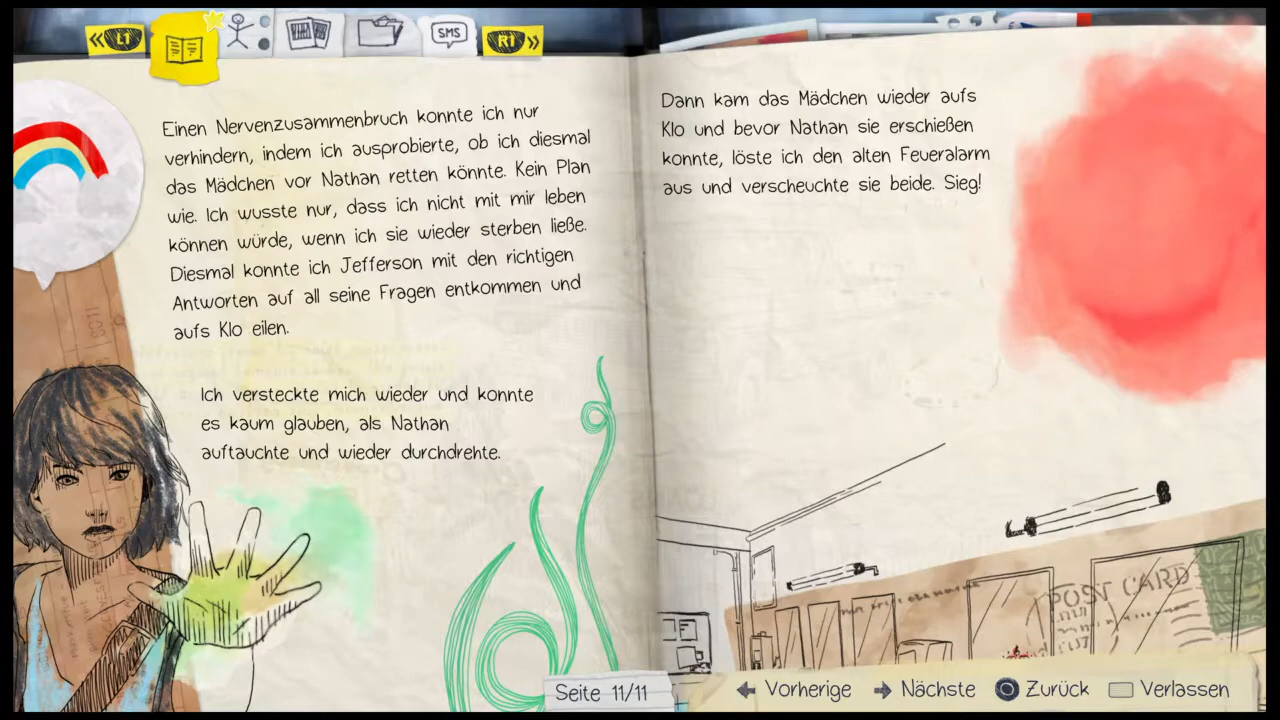 L1
SMS
R1
Einen Nervenzusammenbruch konnte ich nur
verhindern, indem ich ausprobierte, ob ich diesmal
das Mädchen vor Nathan retten könnte. Kein Plan
wie. Ich wusste nur, dass ich nicht mit mir leben
können würde, wenn ich sie wieder sterben ließe.
Diesmal konnte ich Jefferson mit den richtigen
Antworten auf all seine Fragen entkommen und
aufs Klo eilen.
Ich versteckte mich wieder und konnte
es kaum glauben, als Nathan
auftauchte und wieder durchdrehte.
Dann kam das Mädchen wieder aufs
Klo und bevor Nathan sie erschießen
konnte, löste ich den alten Feueralarm
aus und verscheuchte sie beide. Sieg!
POST CARD
Seite 11/11
Vorherige
Nächste
Zurück
Verlassen